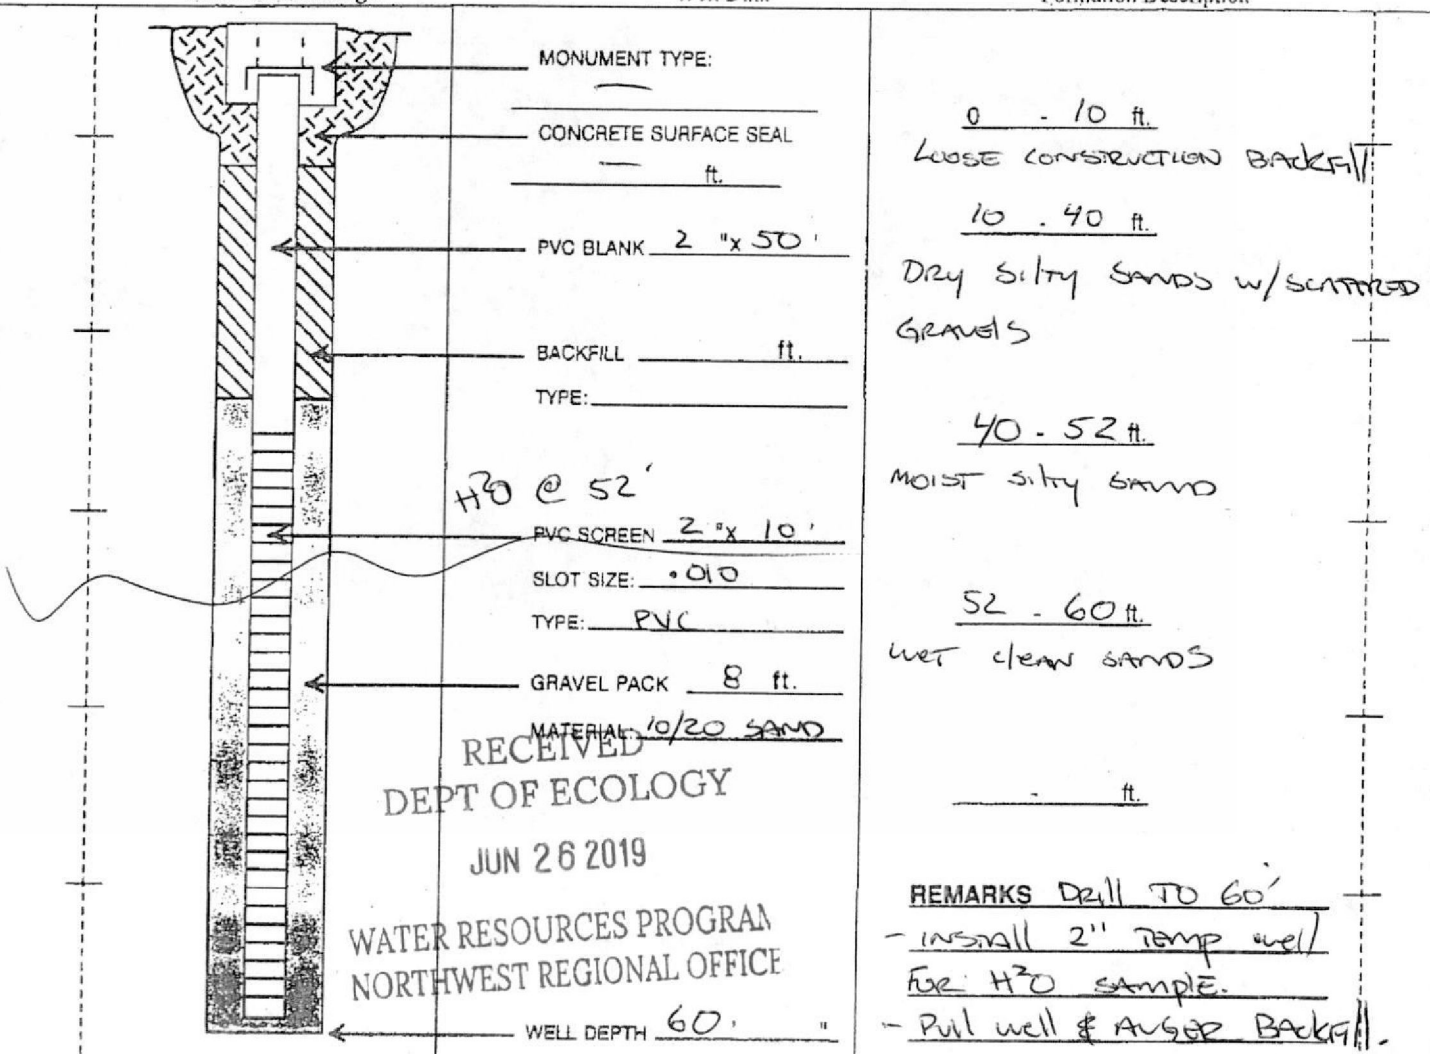 MONUMENT TYPE:
—
CONCRETE SURFACE SEAL
— ft.
PVC BLANK 2 "x 50 '
BACKFILL ft.
TYPE:
H2O @ 52'
PVC SCREEN 2 "x 10 '
SLOT SIZE: .010
TYPE: PVC
GRAVEL PACK 8 ft.
MATERIAL: 10/20 SAND
RECEIVED
DEPT OF ECOLOGY
JUN 26 2019
WATER RESOURCES PROGRAM
NORTHWEST REGIONAL OFFICE
WELL DEPTH 60' "
0 - 10 ft.
LOOSE CONSTRUCTION BACKFill
10 - 40 ft.
DRy Silty SANDS w/SCATTERED
GRAVElS
40 - 52 ft.
MOIST Silty SAND
52 - 60 ft.
WET clEAN SANDS
- ft.
REMARKS DRill TO 60'
- INSTAll 2" TEMP well
FOR H2O SAMPlE.
- Pull well & AUGER BACKFill.